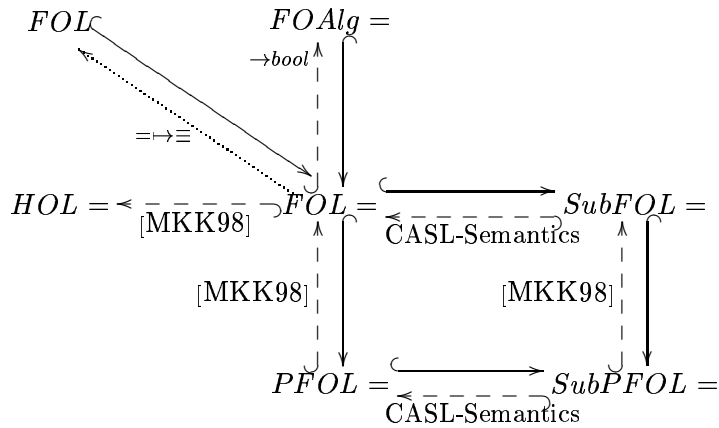 FOL FOAlg =
→bool
=↦≡
HOL = FOL = SubFOL =
[MKK98] CASL-Semantics
[MKK98] [MKK98]
PFOL = SubPFOL =
CASL-Semantics